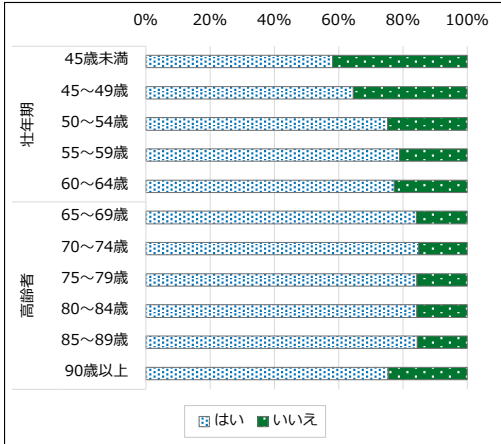 0% 20% 40% 60% 80% 100%
壮年期
45歳未満
45～49歳
50～54歳
55～59歳
60～64歳
高齢者
65～69歳
70～74歳
75～79歳
80～84歳
85～89歳
90歳以上
はい いいえ